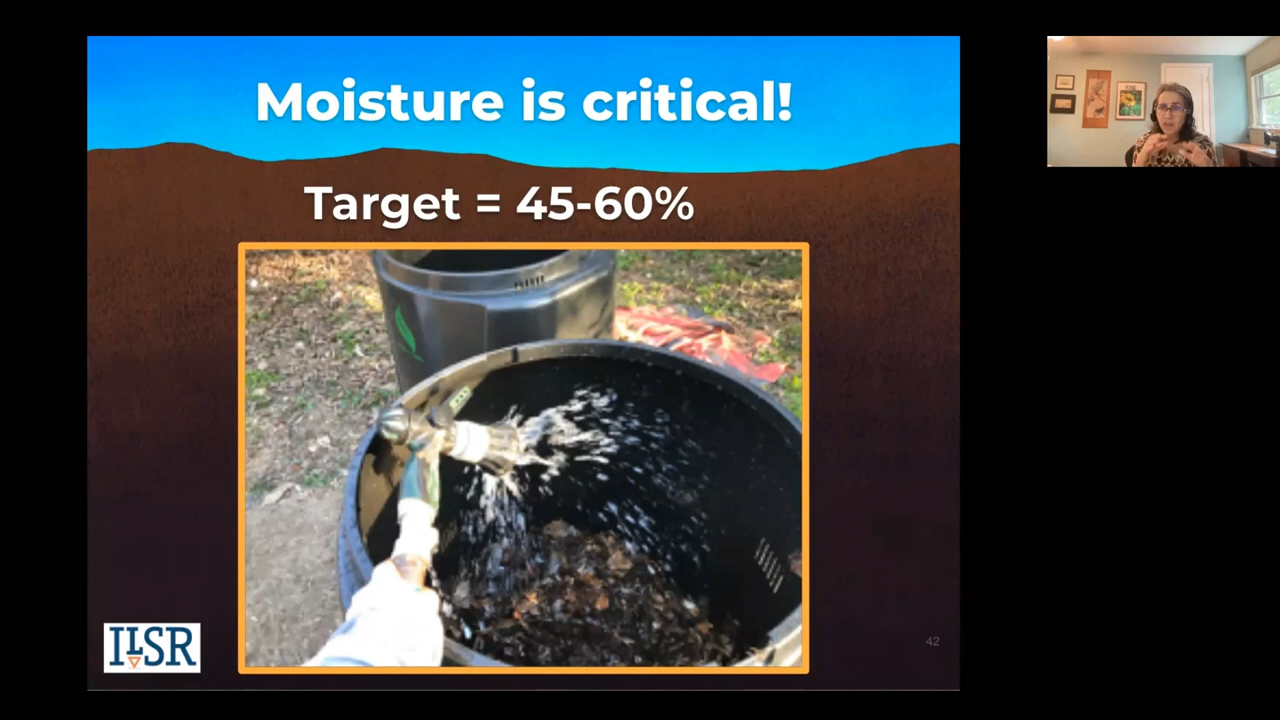 Moisture is critical!
Target = 45-60%
ILSR
42